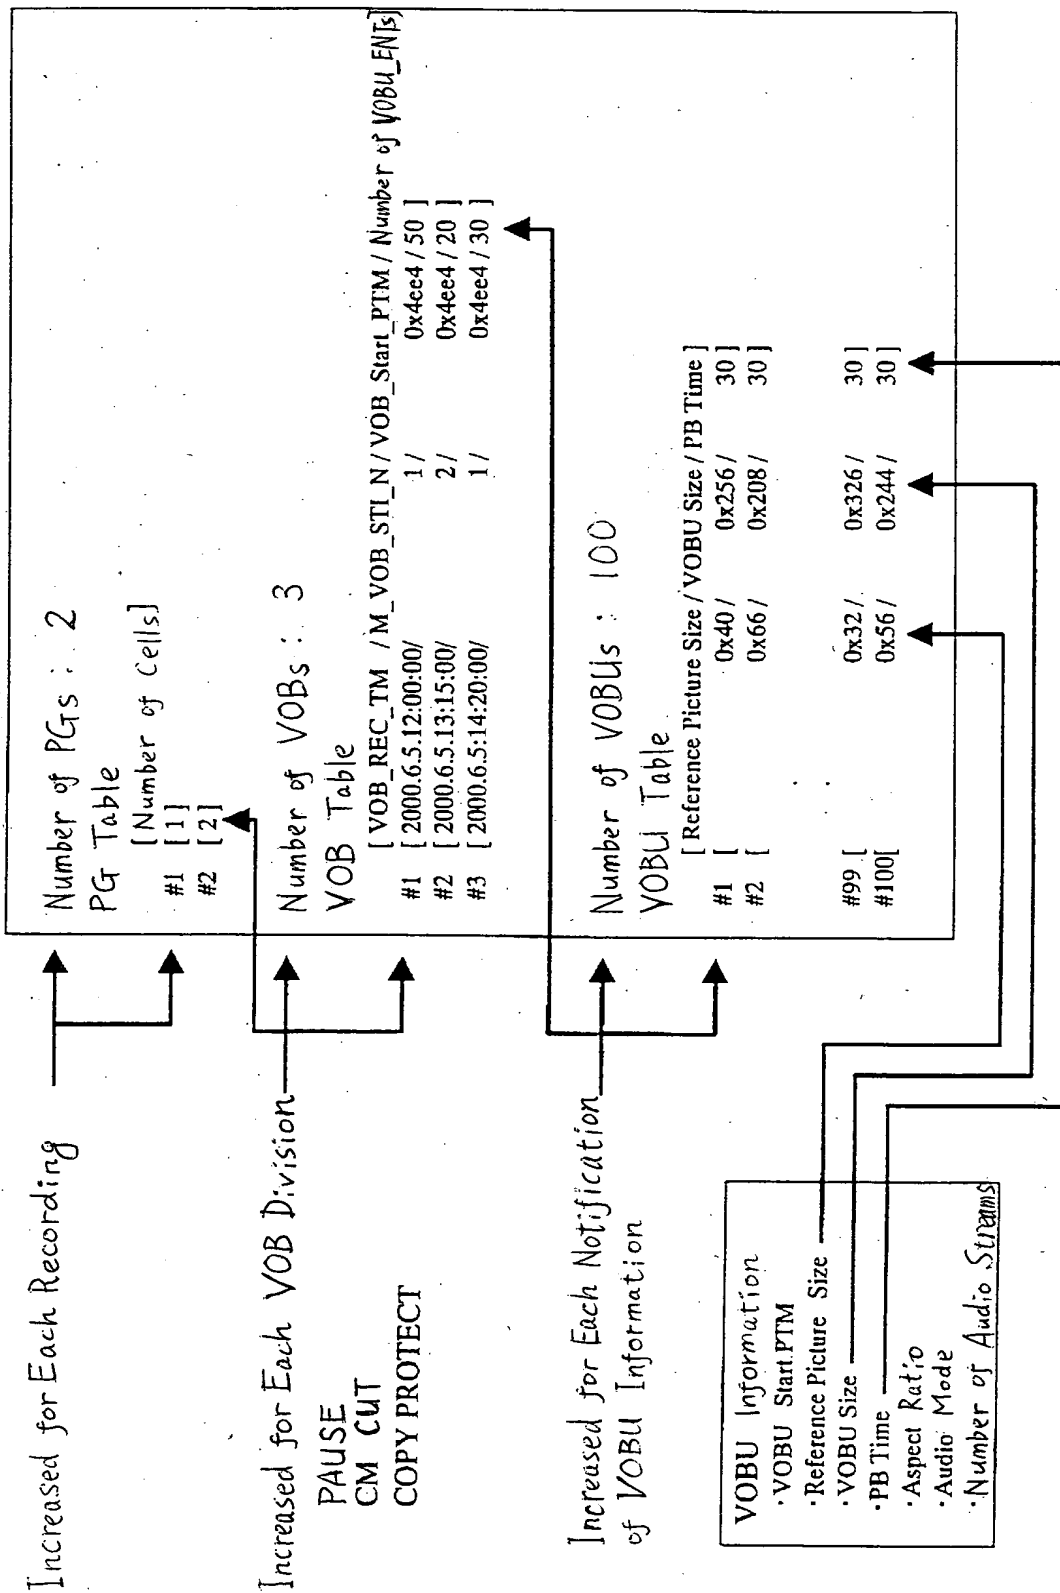 Increased for Each Recording
Number of PGs : 2
PG Table
[Number of Cells]
#1 [ 1 ]
#2 [ 2 ]
Increased for Each VOB Division
PAUSE
CM CUT
COPY PROTECT
Number of VOBs : 3
VOB Table
[ VOB_REC_TM / M_VOB_STI_N / VOB_Start_PTM / Number of VOBU_ENTs]
#1 [ 2000.6.5.12:00:00/ 1 / 0x4ee4 / 50 ]
#2 [ 2000.6.5.13:15:00/ 2 / 0x4ee4 / 20 ]
#3 [ 2000.6.5:14:20:00/ 1 / 0x4ee4 / 30 ]
Increased for Each Notification
of VOBU Information
Number of VOBUs : 100
VOBU Table
[ Reference Picture Size / VOBU Size / PB Time ]
#1 [ 0x40 / 0x256 / 30 ]
#2 [ 0x66 / 0x208 / 30 ]
#99 [ 0x32 / 0x326 / 30 ]
#100[ 0x56 / 0x244 / 30 ]
VOBU Information
· VOBU Start PTM
· Reference Picture Size
· VOBU Size
· PB Time
· Aspect Ratio
· Audio Mode
· Number of Audio Streams